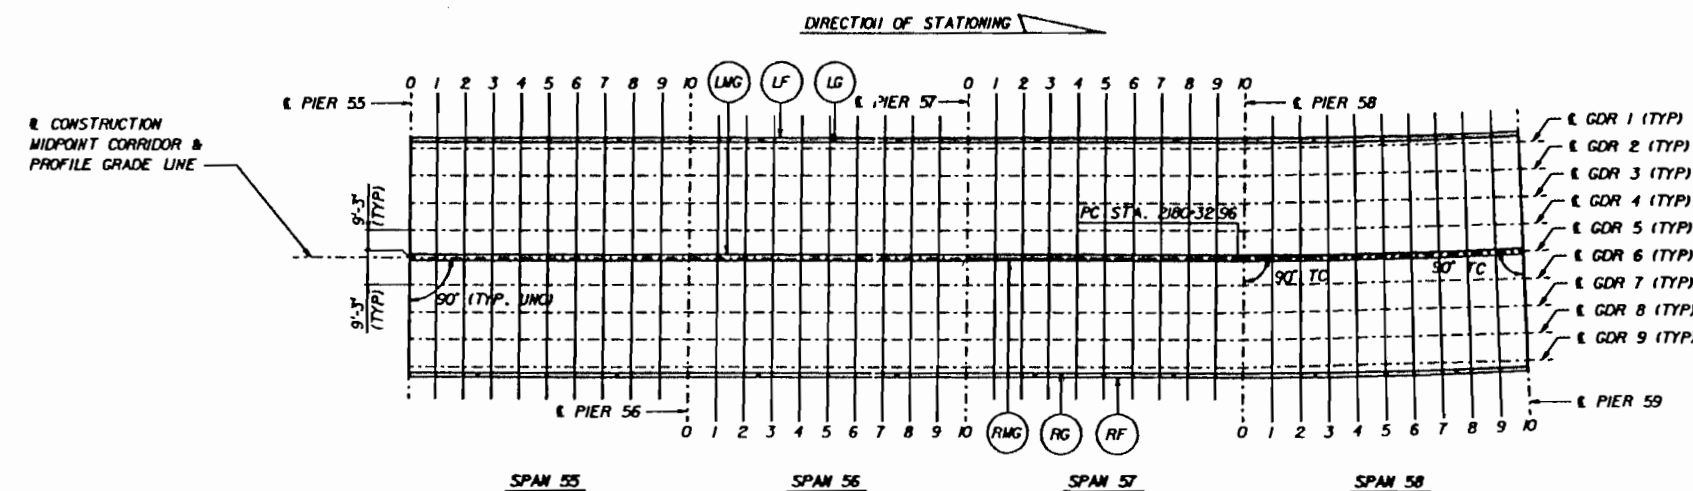 DIRECTION OF STATIONING
0 1 2 3 4 5 6 7 8 9 10
LMG
LF
LG
0 1 2 3 4 5 6 7 8 9 10
℄ PIER 55
℄ PIER 57
℄ PIER 58
℄ CONSTRUCTION
MIDPOINT CORRIDOR &
PROFILE GRADE LINE
℄ GDR 1 (TYP)
℄ GDR 2 (TYP)
℄ GDR 3 (TYP)
℄ GDR 4 (TYP)
℄ GDR 5 (TYP)
℄ GDR 6 (TYP)
℄ GDR 7 (TYP)
℄ GDR 8 (TYP)
℄ GDR 9 (TYP)
9'-3"
(TYP)
PC STA. 2180+32.96
90° TC
90° TC
90° (TYP. UNO)
9'-3"
(TYP)
℄ PIER 56
℄ PIER 59
0 1 2 3 4 5 6 7 8 9 10
RMG
RG
RF
0 1 2 3 4 5 6 7 8 9 10
SPAN 55
SPAN 56
SPAN 57
SPAN 58